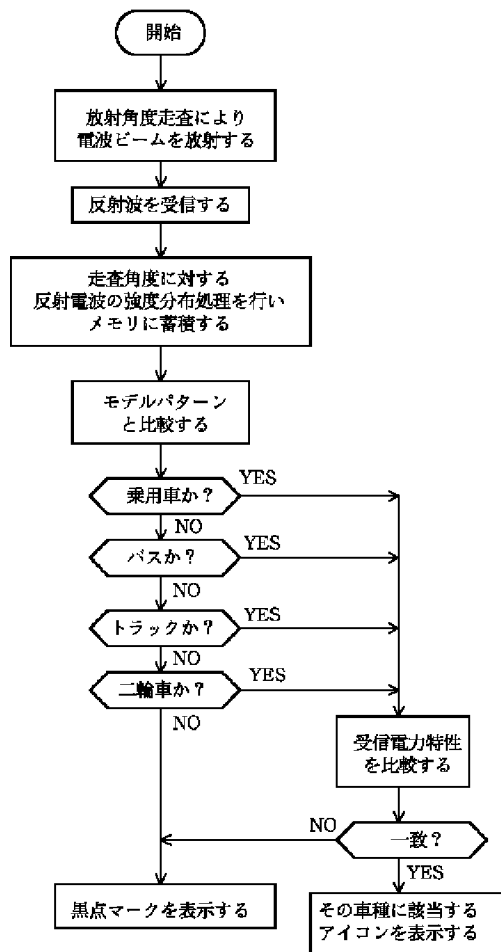 開始
放射角度走査により
電波ビームを放射する
反射波を受信する
走査角度に対する
反射電波の強度分布処理を行い
メモリに蓄積する
モデルパターン
と比較する
乗用車か?
YES
NO
バスか?
YES
NO
トラックか?
YES
NO
二輪車か?
YES
NO
受信電力特性
を比較する
NO
一致?
YES
黒点マークを表示する
その車種に該当する
アイコンを表示する